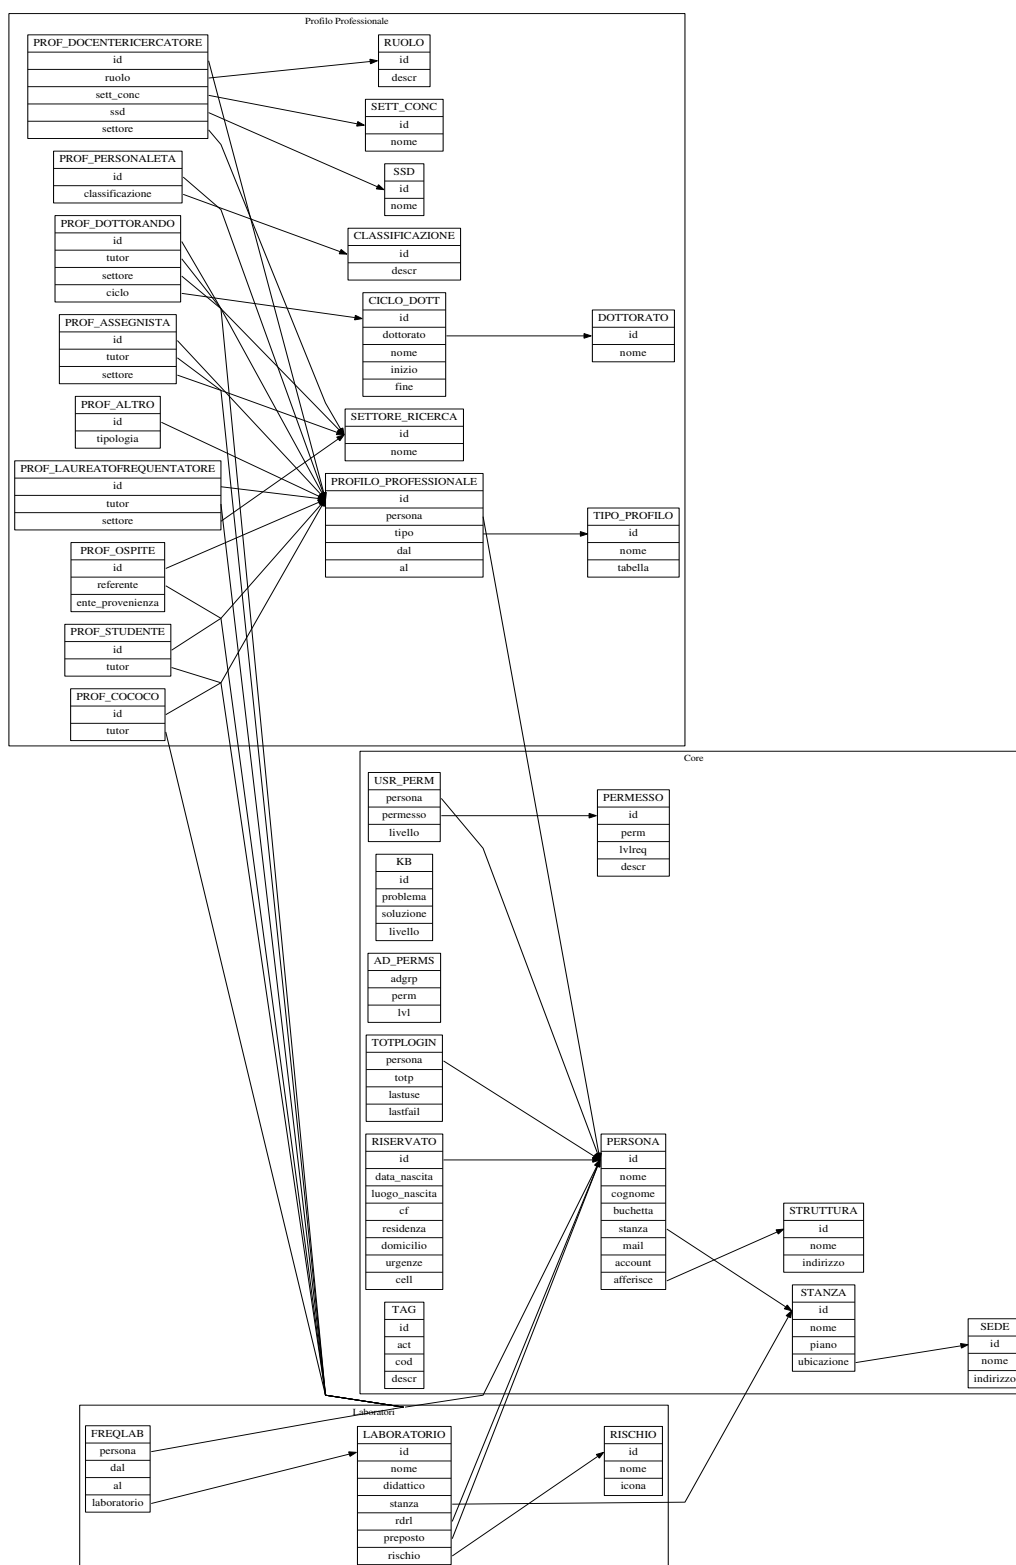 Profilo Professionale
PROF_DOCENTERICERCATORE
id
ruolo
sett_conc
ssd
settore
RUOLO
id
descr
SETT_CONC
id
nome
PROF_PERSONALETA
id
classificazione
SSD
id
nome
PROF_DOTTORANDO
id
tutor
settore
ciclo
CLASSIFICAZIONE
id
descr
CICLO_DOTT
id
dottorato
nome
inizio
fine
DOTTORATO
id
nome
PROF_ASSEGNISTA
id
tutor
settore
PROF_ALTRO
id
tipologia
SETTORE_RICERCA
id
nome
PROF_LAUREATOFREQUENTATORE
id
tutor
settore
PROFILO_PROFESSIONALE
id
persona
tipo
dal
al
TIPO_PROFILO
id
nome
tabella
PROF_OSPITE
id
referente
ente_provenienza
PROF_STUDENTE
id
tutor
PROF_COCOCO
id
tutor
Core
USR_PERM
persona
permesso
livello
PERMESSO
id
perm
lvlreq
descr
KB
id
problema
soluzione
livello
AD_PERMS
adgrp
perm
lvl
TOTPLOGIN
persona
totp
lastuse
lastfail
RISERVATO
id
data_nascita
luogo_nascita
cf
residenza
domicilio
urgenze
cell
PERSONA
id
nome
cognome
buchetta
stanza
mail
account
afferisce
STRUTTURA
id
nome
indirizzo
STANZA
id
nome
piano
ubicazione
SEDE
id
nome
indirizzo
TAG
id
act
cod
descr
Laboratori
FREQLAB
persona
dal
al
laboratorio
LABORATORIO
id
nome
didattico
stanza
rdrl
preposto
rischio
RISCHIO
id
nome
icona